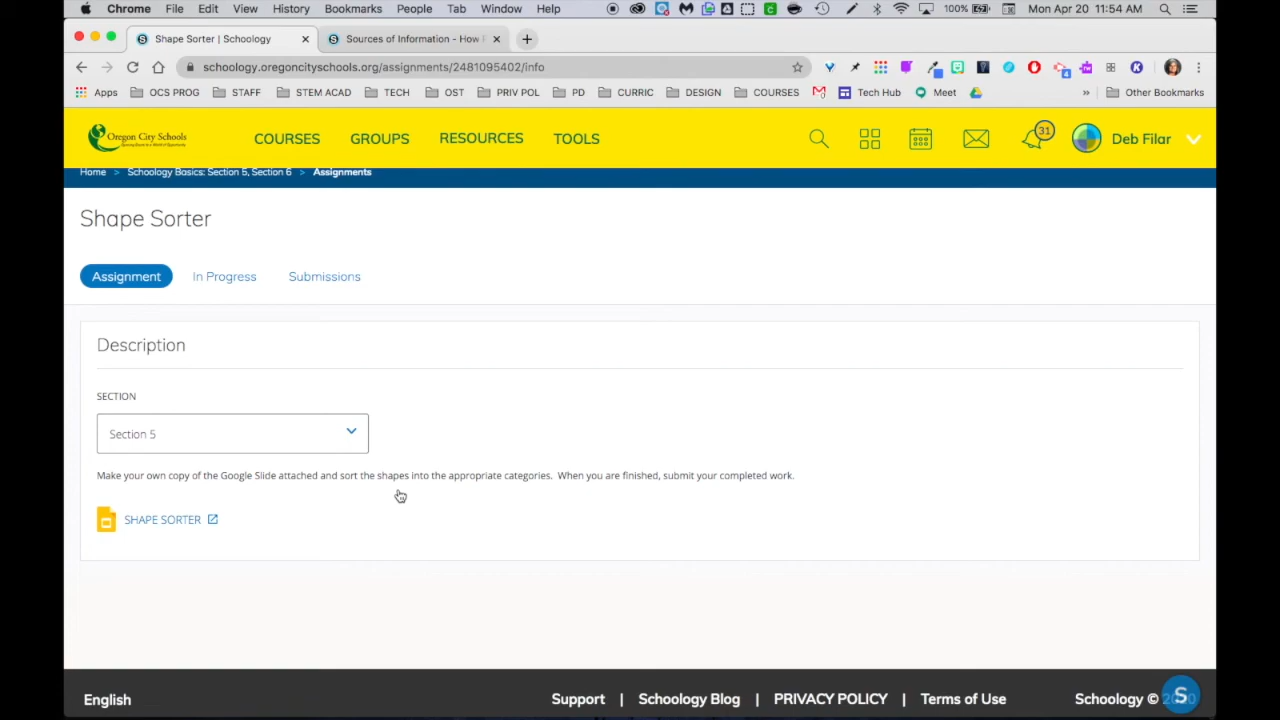 Chrome File Edit View History Bookmarks People Tab Window Help 100% Mon Apr 20 11:54 AM
Shape Sorter | Schoology Sources of Information - How
schoology.oregoncityschools.org/assignments/2481095402/info
Apps OCS PROG STAFF STEM ACAD TECH OST PRIV POL PD CURRIC DESIGN COURSES Tech Hub Meet » Other Bookmarks
Oregon City Schools COURSES GROUPS RESOURCES TOOLS 31 Deb Filar
Home > Schoology Basics: Section 5, Section 6 > Assignments
Shape Sorter
Assignment In Progress Submissions
Description
SECTION
Section 5
Make your own copy of the Google Slide attached and sort the shapes into the appropriate categories. When you are finished, submit your completed work.
SHAPE SORTER
English Support | Schoology Blog | PRIVACY POLICY | Terms of Use Schoology © S